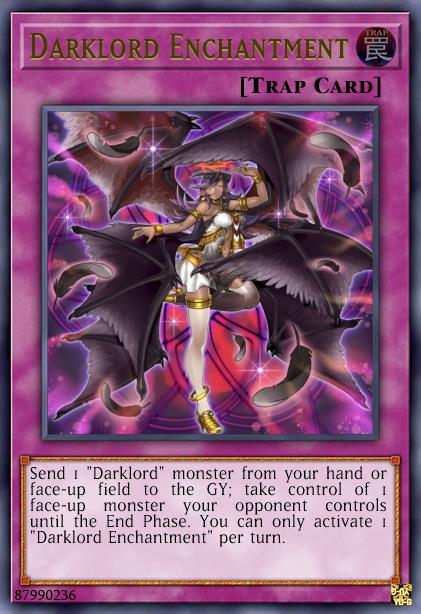 Darklord Enchantment
TRAP
罠
[Trap Card]
Send 1 "Darklord" monster from your hand or
face-up field to the GY; take control of 1
face-up monster your opponent controls
until the End Phase. You can only activate 1
"Darklord Enchantment" per turn.
87990236